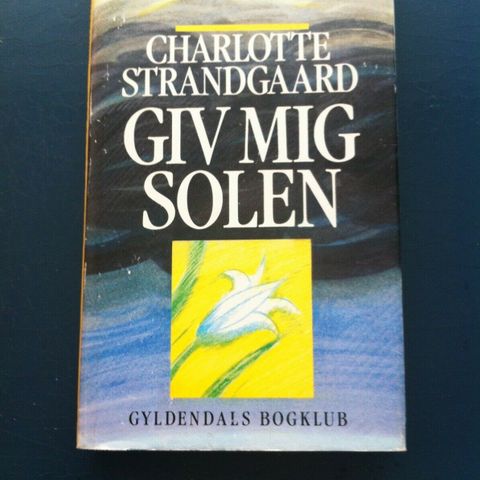 CHARLOTTE
STRANDGAARD
GIV MIG
SOLEN
GYLDENDALS BOGKLUB